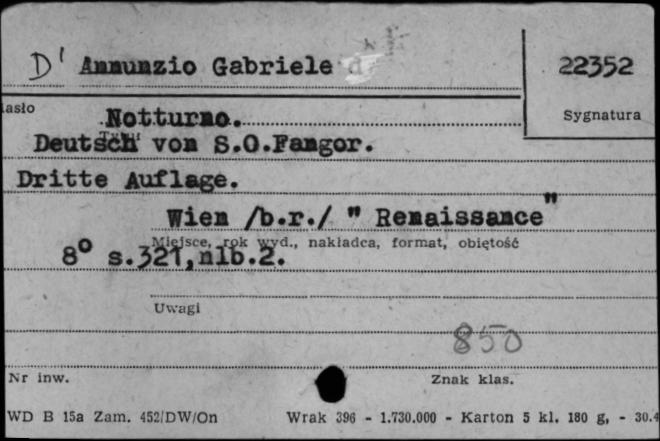 D' Annunzio Gabriele d
22352
asło
Sygnatura
Notturno.
Tytuł
Deutsch von S.O.Fangor.
Dritte Auflage.
Wien /b.r./ " Renaissance"
Miejsce, rok wyd., nakładca, format, objętość
8° s.321,nlb.2.
Uwagi
850
Nr inw.
Znak klas.
WD B 15a Zam. 452/DW/On Wrak 396 - 1.730.000 - Karton 5 kl. 180 g, - 30.4